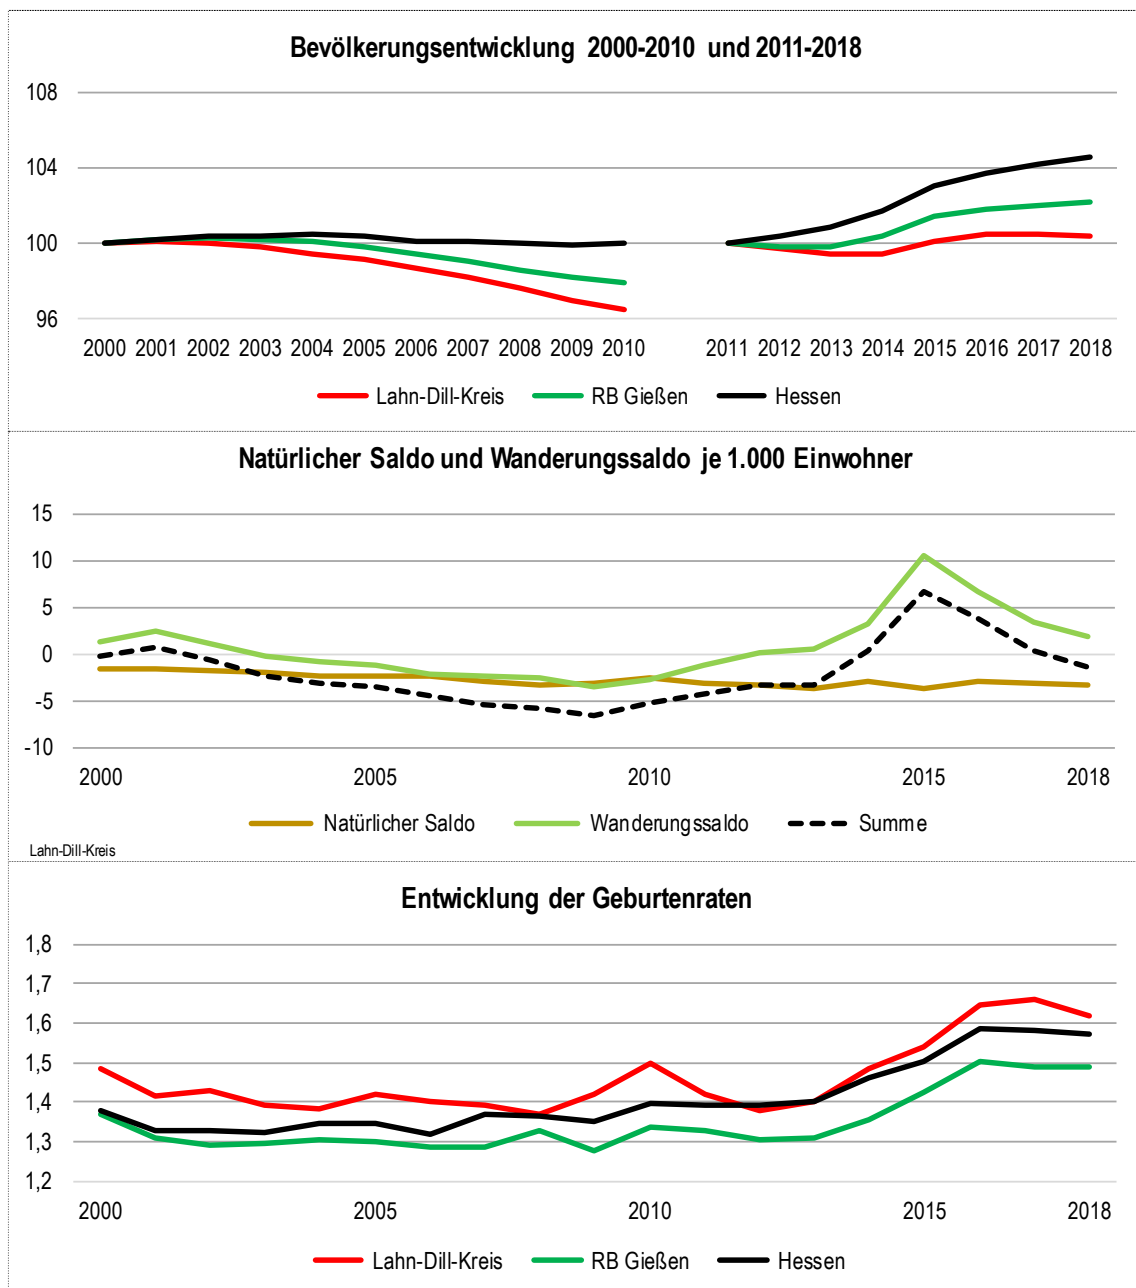 Bevölkerungsentwicklung 2000-2010 und 2011-2018
108
104
100
96
2000 2001 2002 2003 2004 2005 2006 2007 2008 2009 2010 2011 2012 2013 2014 2015 2016 2017 2018
Lahn-Dill-Kreis RB Gießen Hessen
Natürlicher Saldo und Wanderungssaldo je 1.000 Einwohner
15
10
5
0
-5
-10
2000 2005 2010 2015 2018
Natürlicher Saldo Wanderungssaldo Summe
Lahn-Dill-Kreis
Entwicklung der Geburtenraten
1,8
1,7
1,6
1,5
1,4
1,3
1,2
2000 2005 2010 2015 2018
Lahn-Dill-Kreis RB Gießen Hessen